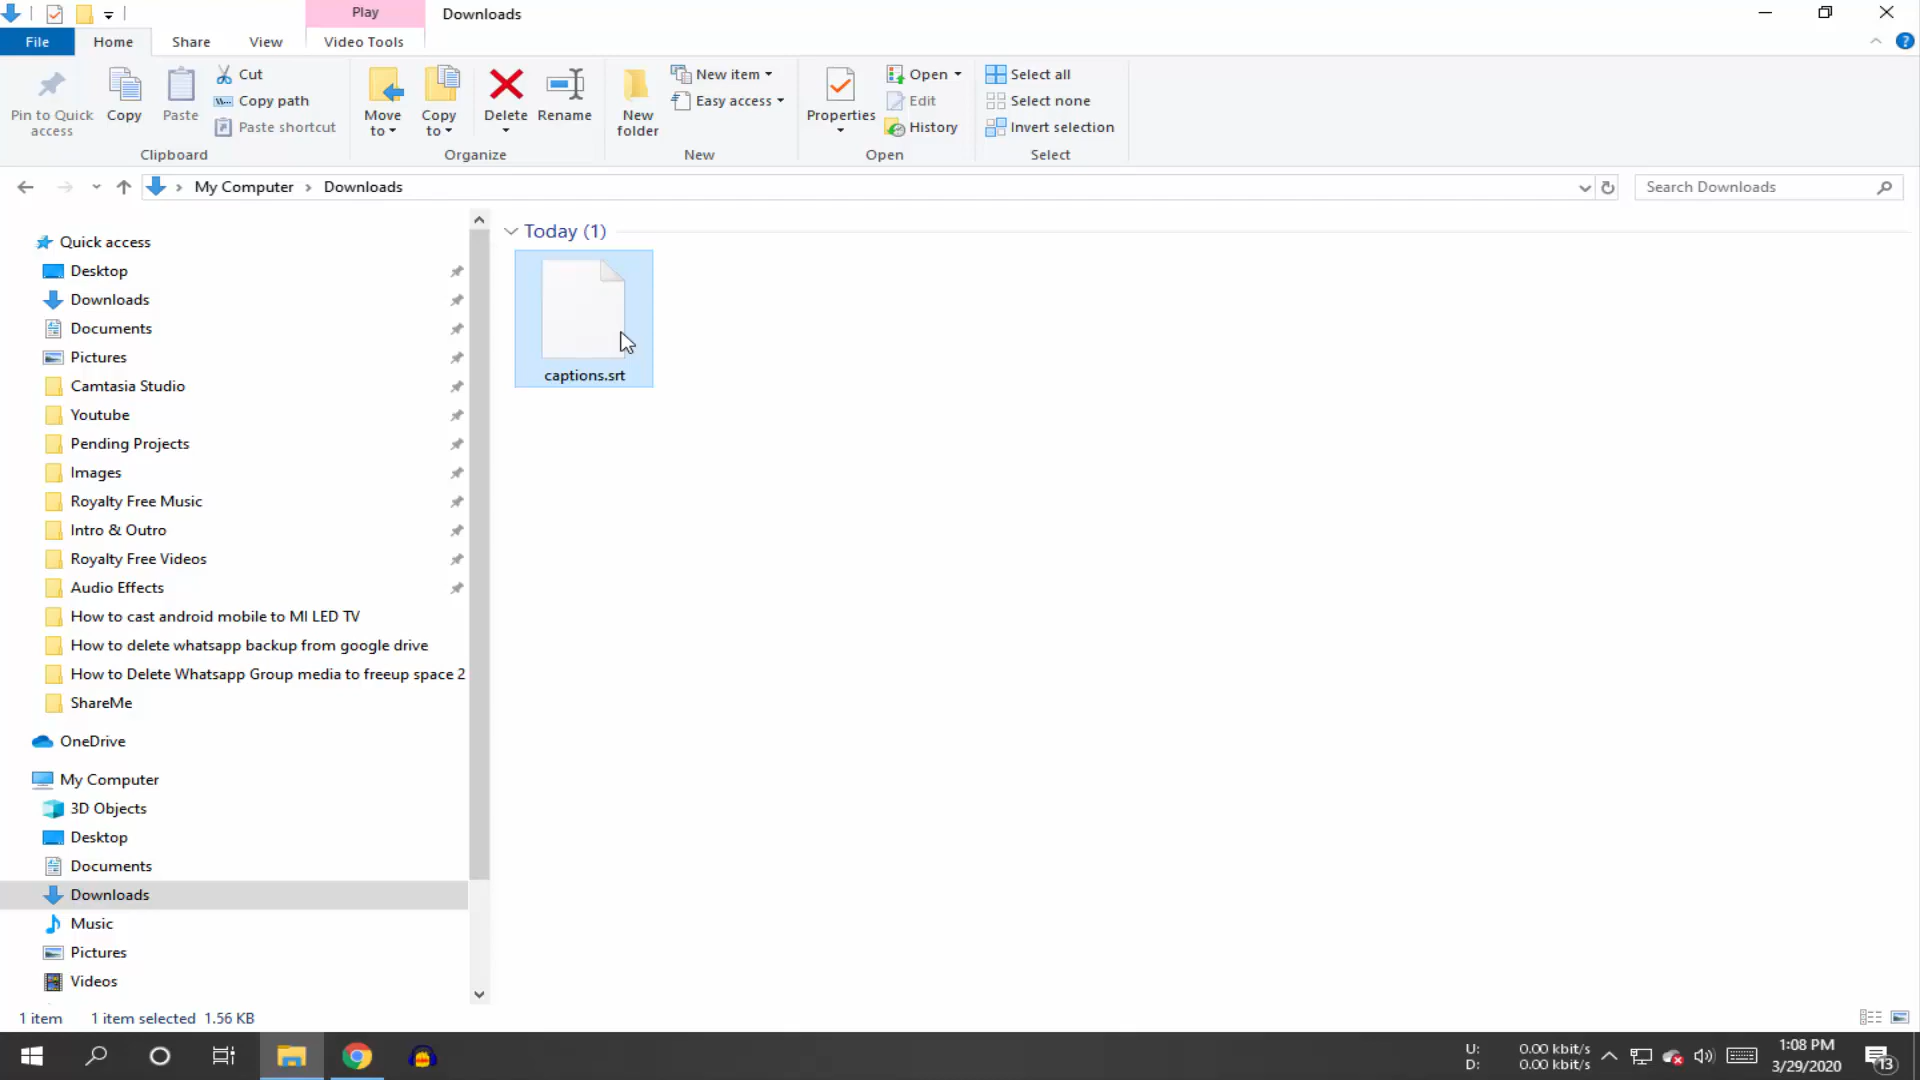 Play
Downloads
File
Home
Share
View
Video Tools
Pin to Quick
access
Copy
Paste
Cut
Copy path
Paste shortcut
Clipboard
Move
to
Copy
to
Delete
Rename
Organize
New
folder
New item
Easy access
New
Properties
Open
Edit
History
Open
Select all
Select none
Invert selection
Select
My Computer
Downloads
Search Downloads
Quick access
Desktop
Downloads
Documents
Pictures
Camtasia Studio
Youtube
Pending Projects
Images
Royalty Free Music
Intro & Outro
Royalty Free Videos
Audio Effects
How to cast android mobile to MI LED TV
How to delete whatsapp backup from google drive
How to Delete Whatsapp Group media to freeup space 2
ShareMe
OneDrive
My Computer
3D Objects
Desktop
Documents
Downloads
Music
Pictures
Videos
Today (1)
captions.srt
1 item
1 item selected 1.56 KB
U: 0.00 kbit/s
D: 0.00 kbit/s
1:08 PM
3/29/2020
13